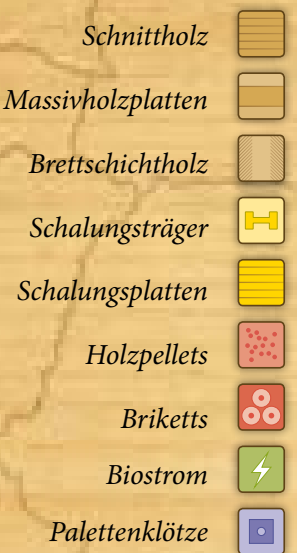 Schnittholz
Massivholzplatten
Brettschichtholz
Schalungsträger
Schalungsplatten
Holzpellets
Briketts
Biostrom
Palettenklötze